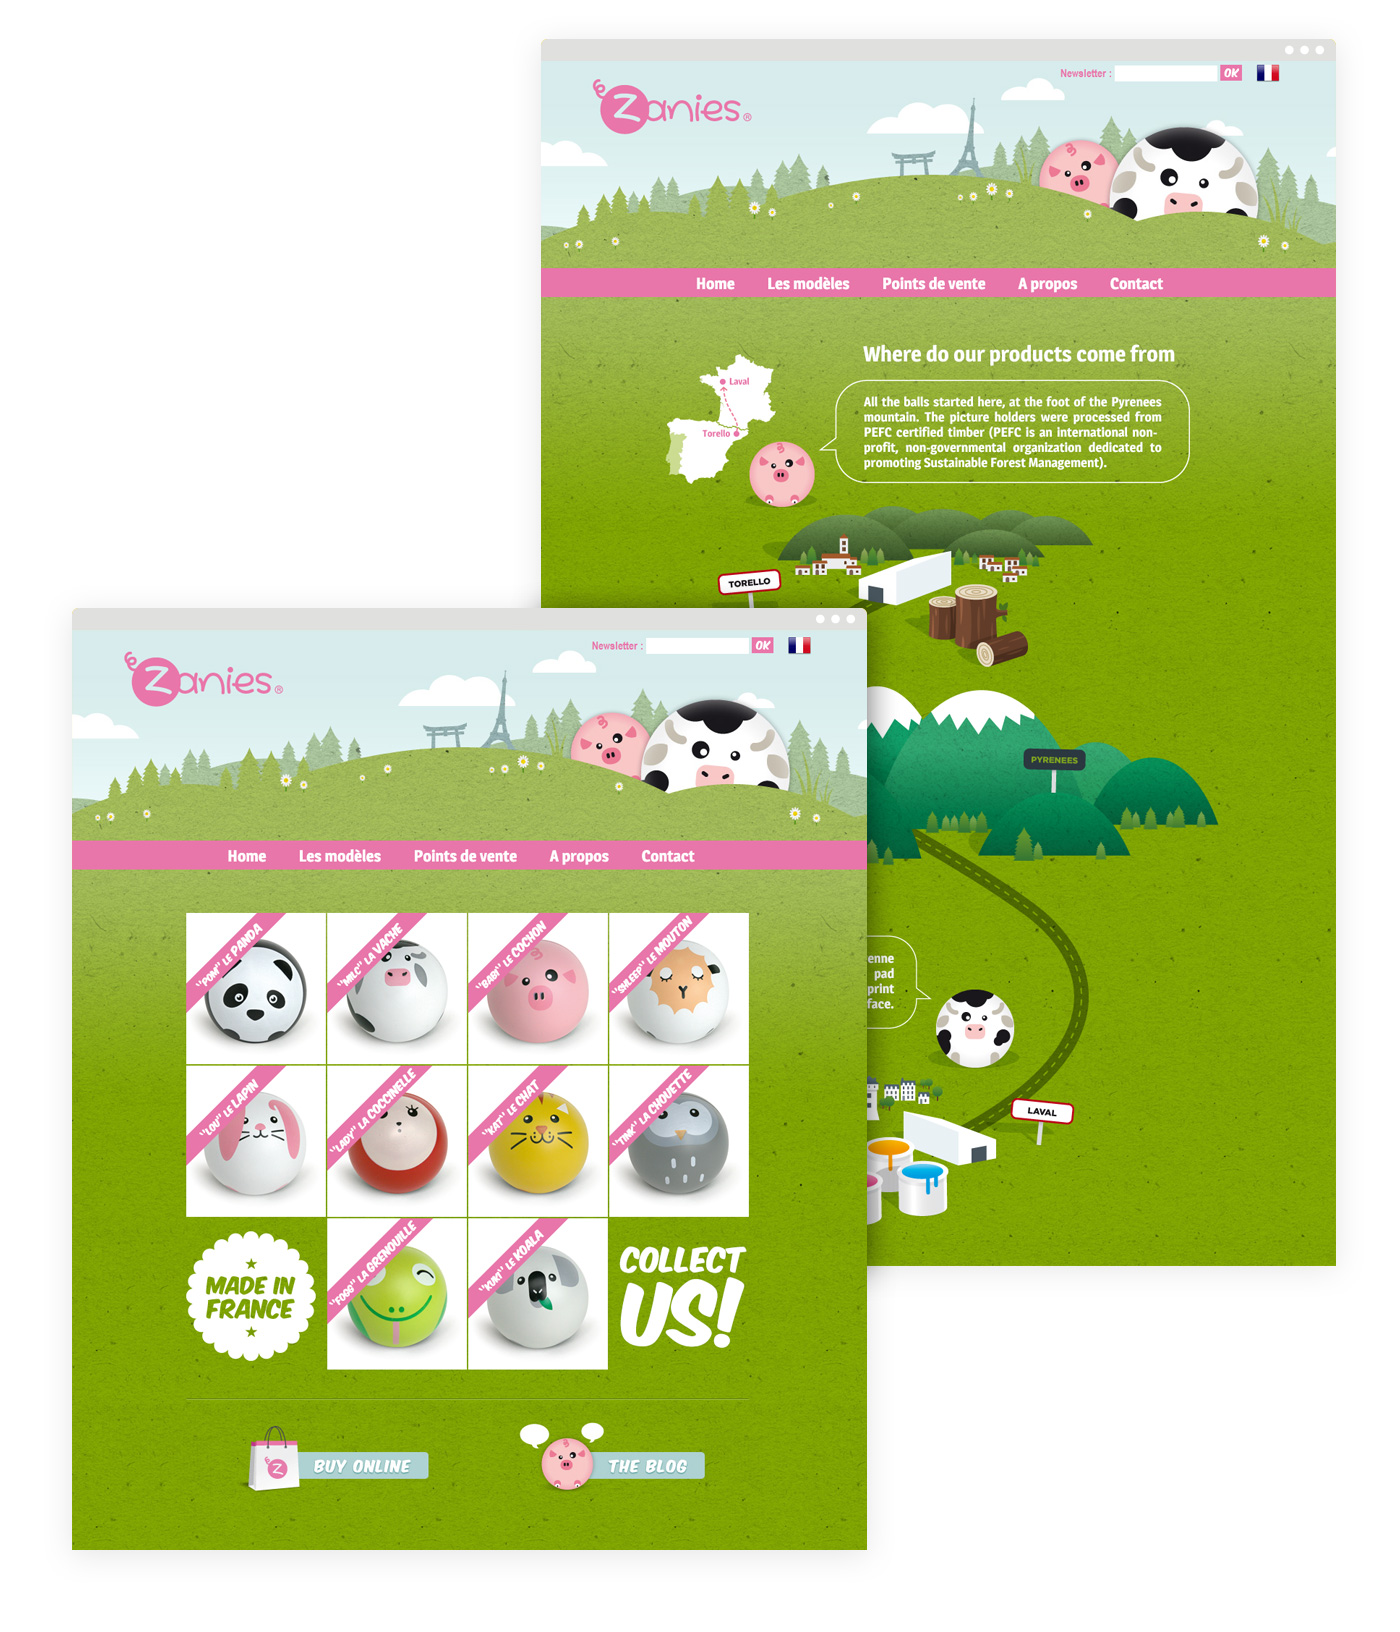 Newsletter :
OK
Zanies®
Home Les modèles Points de vente A propos Contact
Where do our products come from
All the balls started here, at the foot of the Pyrenees
mountain. The picture holders were processed from
PEFC certified timber (PEFC is an international non-
profit, non-governmental organization dedicated to
promoting Sustainable Forest Management).
Laval
Torello
TORELLO
PYRENEES
enne
pad
print
face.
LAVAL
Newsletter :
OK
Zanies®
Home Les modèles Points de vente A propos Contact
"POM" LE PANDA
"MILC" LA VACHE
"BABI" LE COCHON
"SHLEEP" LE MOUTON
"LOU" LE LAPIN
"LADY" LA COCCINELLE
"KAT" LE CHAT
"TINK" LA CHOUETTE
MADE IN
FRANCE
"FOGG" LA GRENOUILLE
"KUKI" LE KOALA
COLLECT
US!
Z
BUY ONLINE
THE BLOG